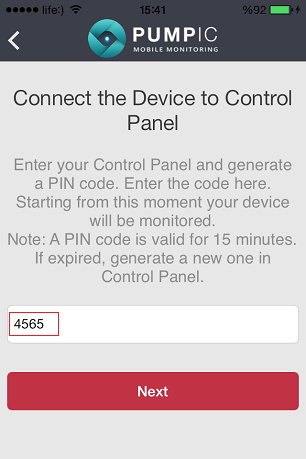 life:) 15:41 %92
PUMPIC
MOBILE MONITORING
Connect the Device to Control
Panel
Enter your Control Panel and generate
a PIN code. Enter the code here.
Starting from this moment your device
will be monitored.
Note: A PIN code is valid for 15 minutes.
If expired, generate a new one in
Control Panel.
4565
Next